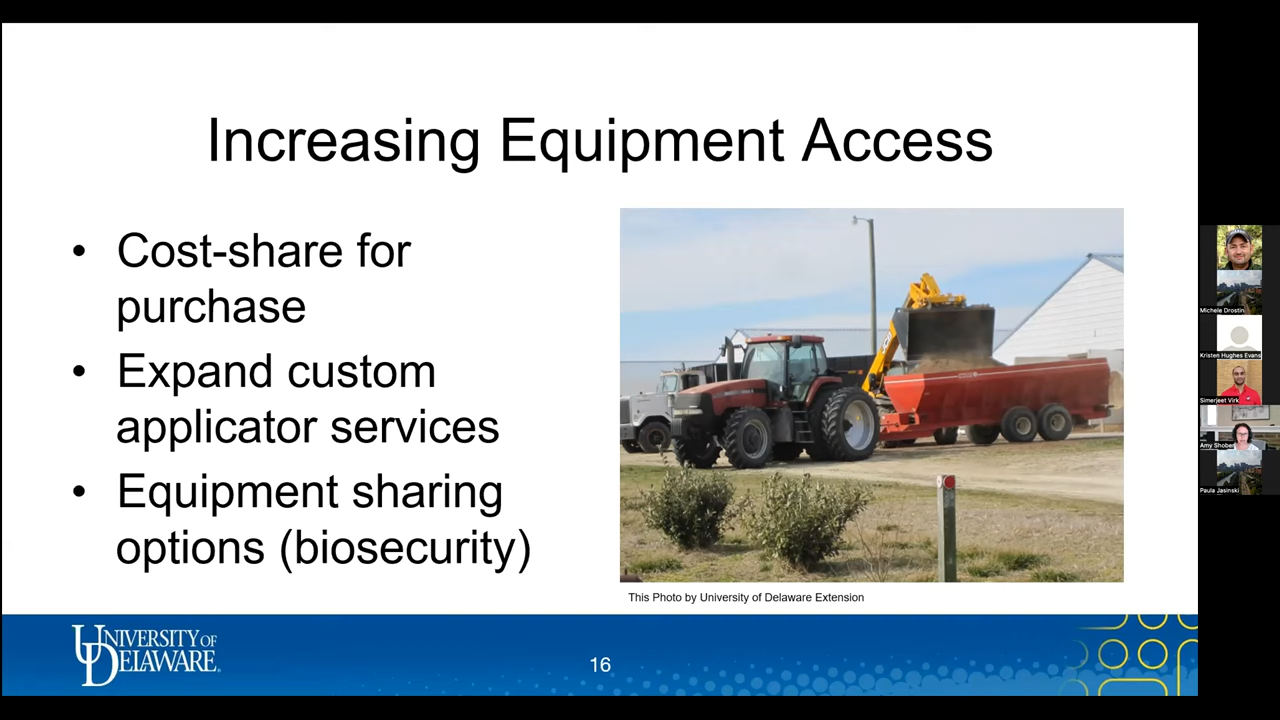 Increasing Equipment Access
• Cost-share for
purchase
• Expand custom
applicator services
• Equipment sharing
options (biosecurity)
This Photo by University of Delaware Extension
UNIVERSITY OF
DELAWARE
16
Michele Drostin
Kristen Hughes Evans
Simerjeet Virk
Amy Shober
Paula Jasinski